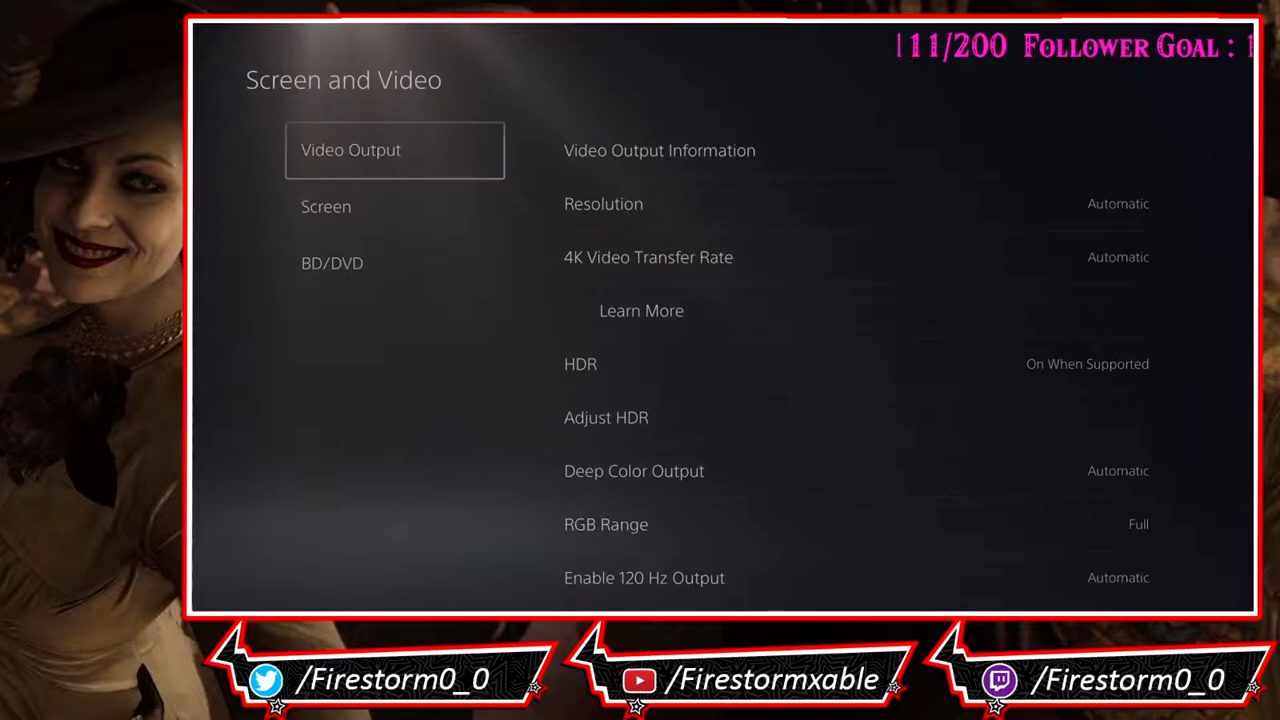 111/200 Follower Goal :
Screen and Video
Video Output
Screen
BD/DVD
Video Output Information
Resolution Automatic
4K Video Transfer Rate Automatic
Learn More
HDR On When Supported
Adjust HDR
Deep Color Output Automatic
RGB Range Full
Enable 120 Hz Output Automatic
/Firestorm0_0 /Firestormxable /Firestorm0_0